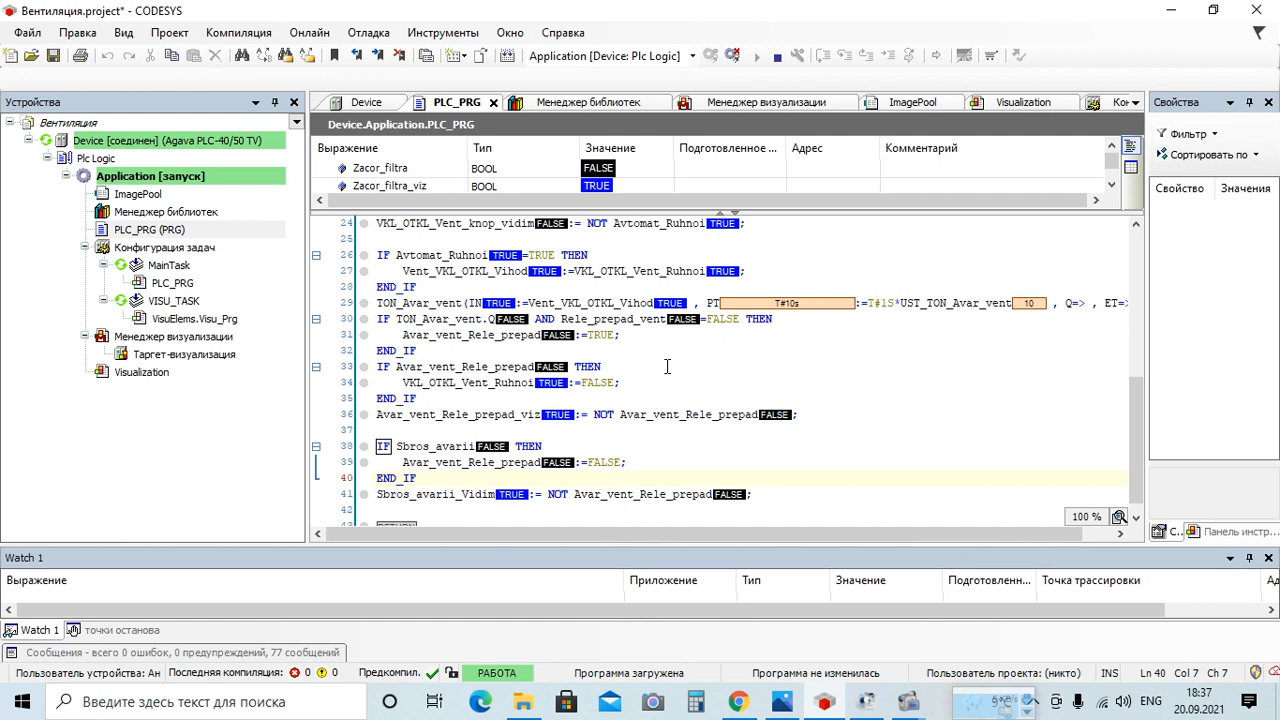 Вентиляция.project* - CODESYS
Файл Правка Вид Проект Компиляция Онлайн Отладка Инструменты Окно Справка
Application [Device: Plc Logic]
Устройства
Вентиляция
Device [соединен] (Agava PLC-40/50 TV)
Plc Logic
Application [запуск]
ImagePool
Менеджер библиотек
PLC_PRG (PRG)
Конфигурация задач
MainTask
PLC_PRG
VISU_TASK
VisuElems.Visu_Prg
Менеджер визуализации
Таргет-визуализация
Visualization
Device PLC_PRG Менеджер библиотек Менеджер визуализации ImagePool Visualization Ко
Device.Application.PLC_PRG
Выражение Тип Значение Подготовленное ... Адрес Комментарий
Zacor_filtra BOOL FALSE
Zacor_filtra_viz BOOL TRUE
24 VKL_OTKL_Vent_knop_vidim FALSE := NOT Avtomat_Ruhnoi TRUE ;
25
26 IF Avtomat_Ruhnoi TRUE =TRUE THEN
27 Vent_VKL_OTKL_Vihod TRUE :=VKL_OTKL_Vent_Ruhnoi TRUE ;
28 END_IF
29 TON_Avar_vent(IN TRUE :=Vent_VKL_OTKL_Vihod TRUE , PT T#10s :=T#1S*UST_TON_Avar_vent 10 , Q=> , ET=>
30 IF TON_Avar_vent.Q FALSE AND Rele_prepad_vent FALSE =FALSE THEN
31 Avar_vent_Rele_prepad FALSE :=TRUE;
32 END_IF
33 IF Avar_vent_Rele_prepad FALSE THEN
34 VKL_OTKL_Vent_Ruhnoi TRUE :=FALSE;
35 END_IF
36 Avar_vent_Rele_prepad_viz TRUE := NOT Avar_vent_Rele_prepad FALSE ;
37
38 IF Sbros_avarii FALSE THEN
39 Avar_vent_Rele_prepad FALSE :=FALSE;
40 END_IF
41 Sbros_avarii_Vidim TRUE := NOT Avar_vent_Rele_prepad FALSE ;
42
100 %
Свойства
Фильтр
Сортировать по
Свойство Значения
С... Панель инстр...
Watch 1
Выражение Приложение Тип Значение Подготовленн... Точка трассировки Ад
Watch 1 точки останова
Сообщения - всего 0 ошибок, 0 предупреждений, 77 сообщений
Пользователь устройства: Ан Последняя компиляция: 0 0 Предкомпил. РАБОТА Программа загружена Программа не изменилась Пользователь проекта: (никто) INS Ln 40 Col 7 Ch 7
Введите здесь текст для поиска
ENG 18:37
20.09.2021